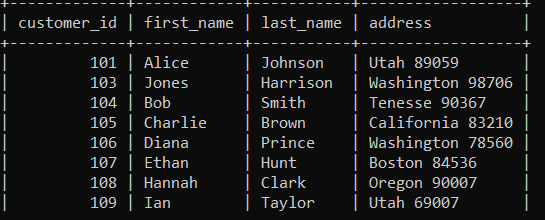 customer_id | first_name | last_name | address
101 | Alice | Johnson | Utah 89059
103 | Jones | Harrison | Washington 98706
104 | Bob | Smith | Tenesse 90367
105 | Charlie | Brown | California 83210
106 | Diana | Prince | Washington 78560
107 | Ethan | Hunt | Boston 84536
108 | Hannah | Clark | Oregon 90007
109 | Ian | Taylor | Utah 69007